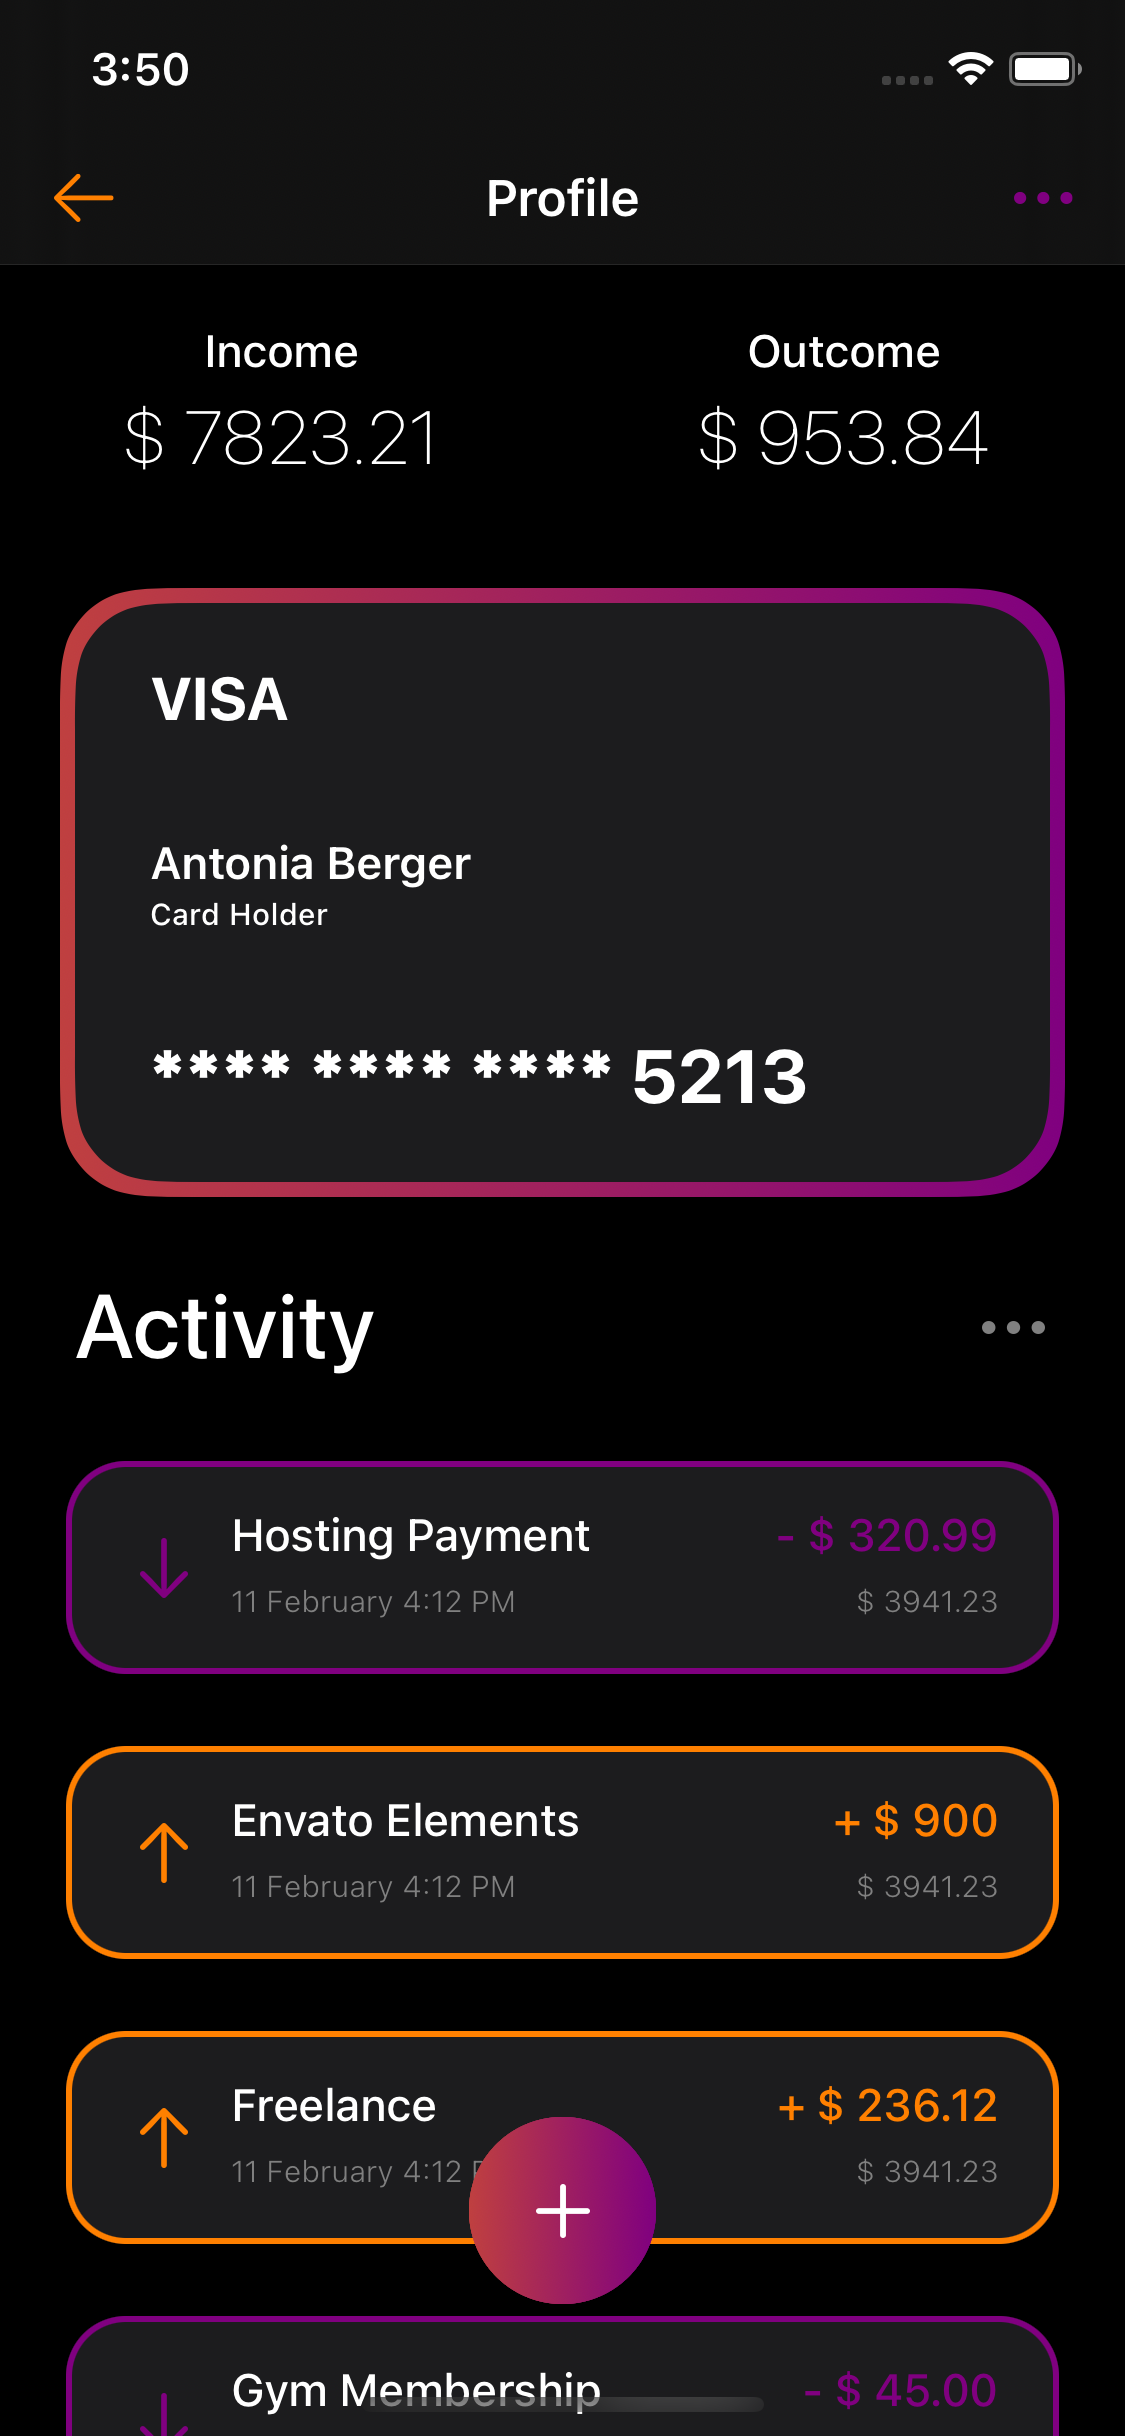 3:50
Profile
Income
Outcome
$ 7823.21
$ 953.84
VISA
Antonia Berger
Card Holder
**** **** **** 5213
Activity
Hosting Payment
- $ 320.99
11 February 4:12 PM
$ 3941.23
Envato Elements
+ $ 900
11 February 4:12 PM
$ 3941.23
Freelance
+ $ 236.12
11 February 4:12
$ 3941.23
Gym Membership
- $ 45.00